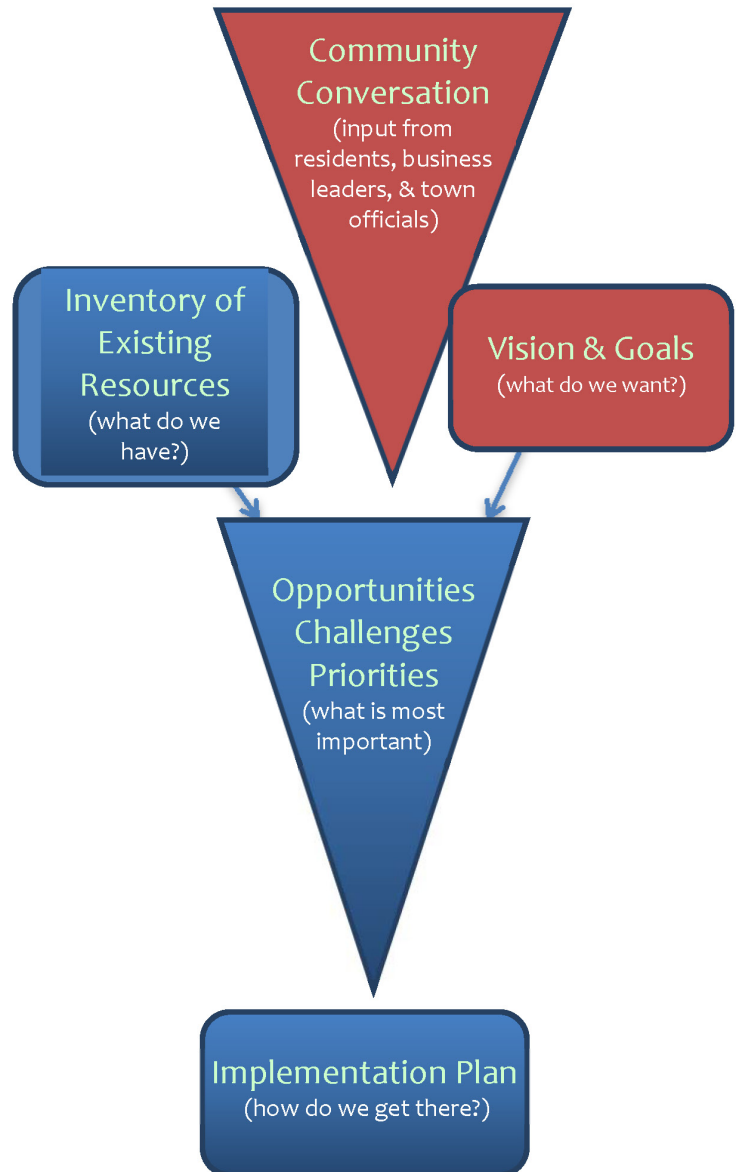 Community
Conversation
(input from
residents, business
leaders, & town
officials)
Inventory of
Existing
Resources
(what do we
have?)
Vision & Goals
(what do we want?)
Opportunities
Challenges
Priorities
(what is most
important)
Implementation Plan
(how do we get there?)